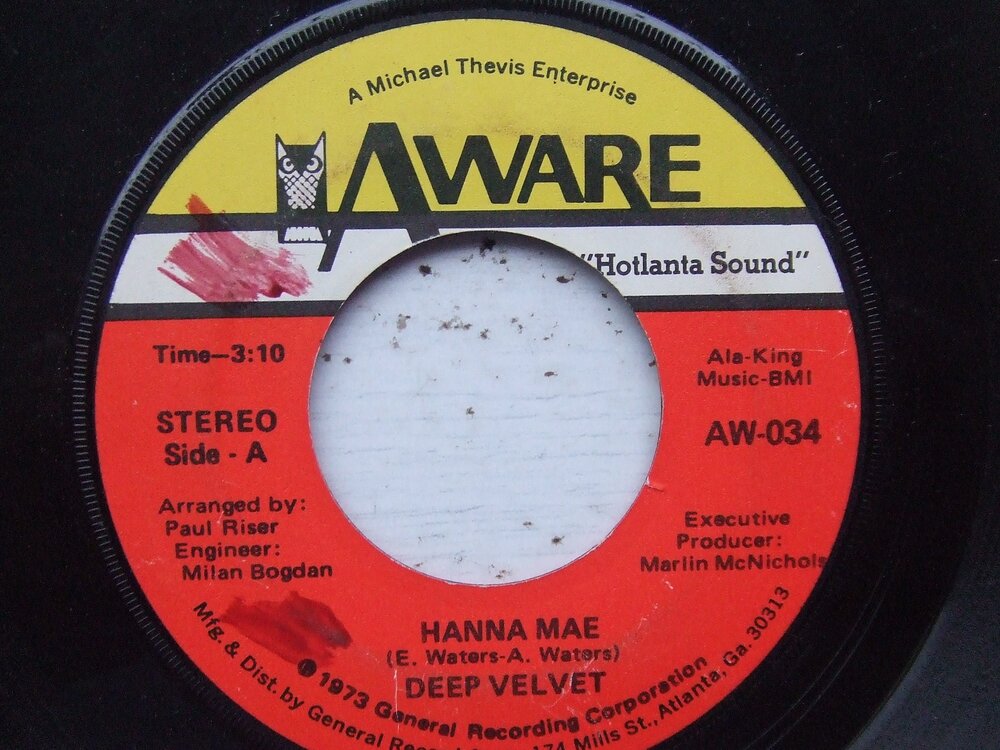 A Michael Thevis Enterprise
AWARE
"Hotlanta Sound"
Time—3:10
STEREO
Side - A
Ala-King
Music-BMI
AW-034
Arranged by:
Paul Riser
Engineer:
Milan Bogdan
Executive
Producer:
Marlin McNichols
HANNA MAE
(E. Waters-A. Waters)
DEEP VELVET
℗ 1973 General Recording Corporation
Mfg. & Dist. by General Record 174 Mills St., Atlanta, Ga. 30313